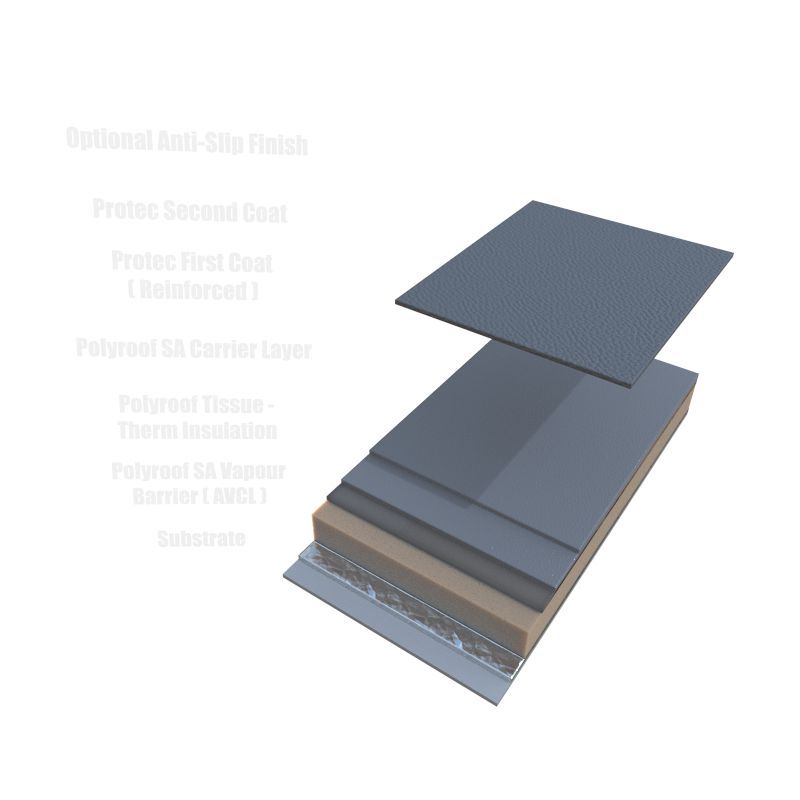 Optional Anti-Slip Finish
Protec Second Coat
Protec First Coat
( Reinforced )
Polyroof SA Carrier Layer
Polyroof Tissue -
Therm Insulation
Polyroof SA Vapour
Barrier ( AVCL )
Substrate